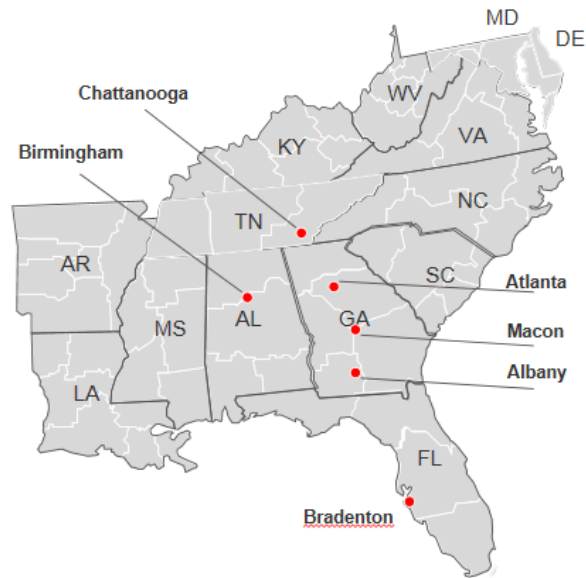 MD
DE
Chattanooga
WV
VA
Birmingham
KY
NC
TN
AR
SC
Atlanta
MS
AL
GA
Macon
Albany
LA
FL
Bradenton